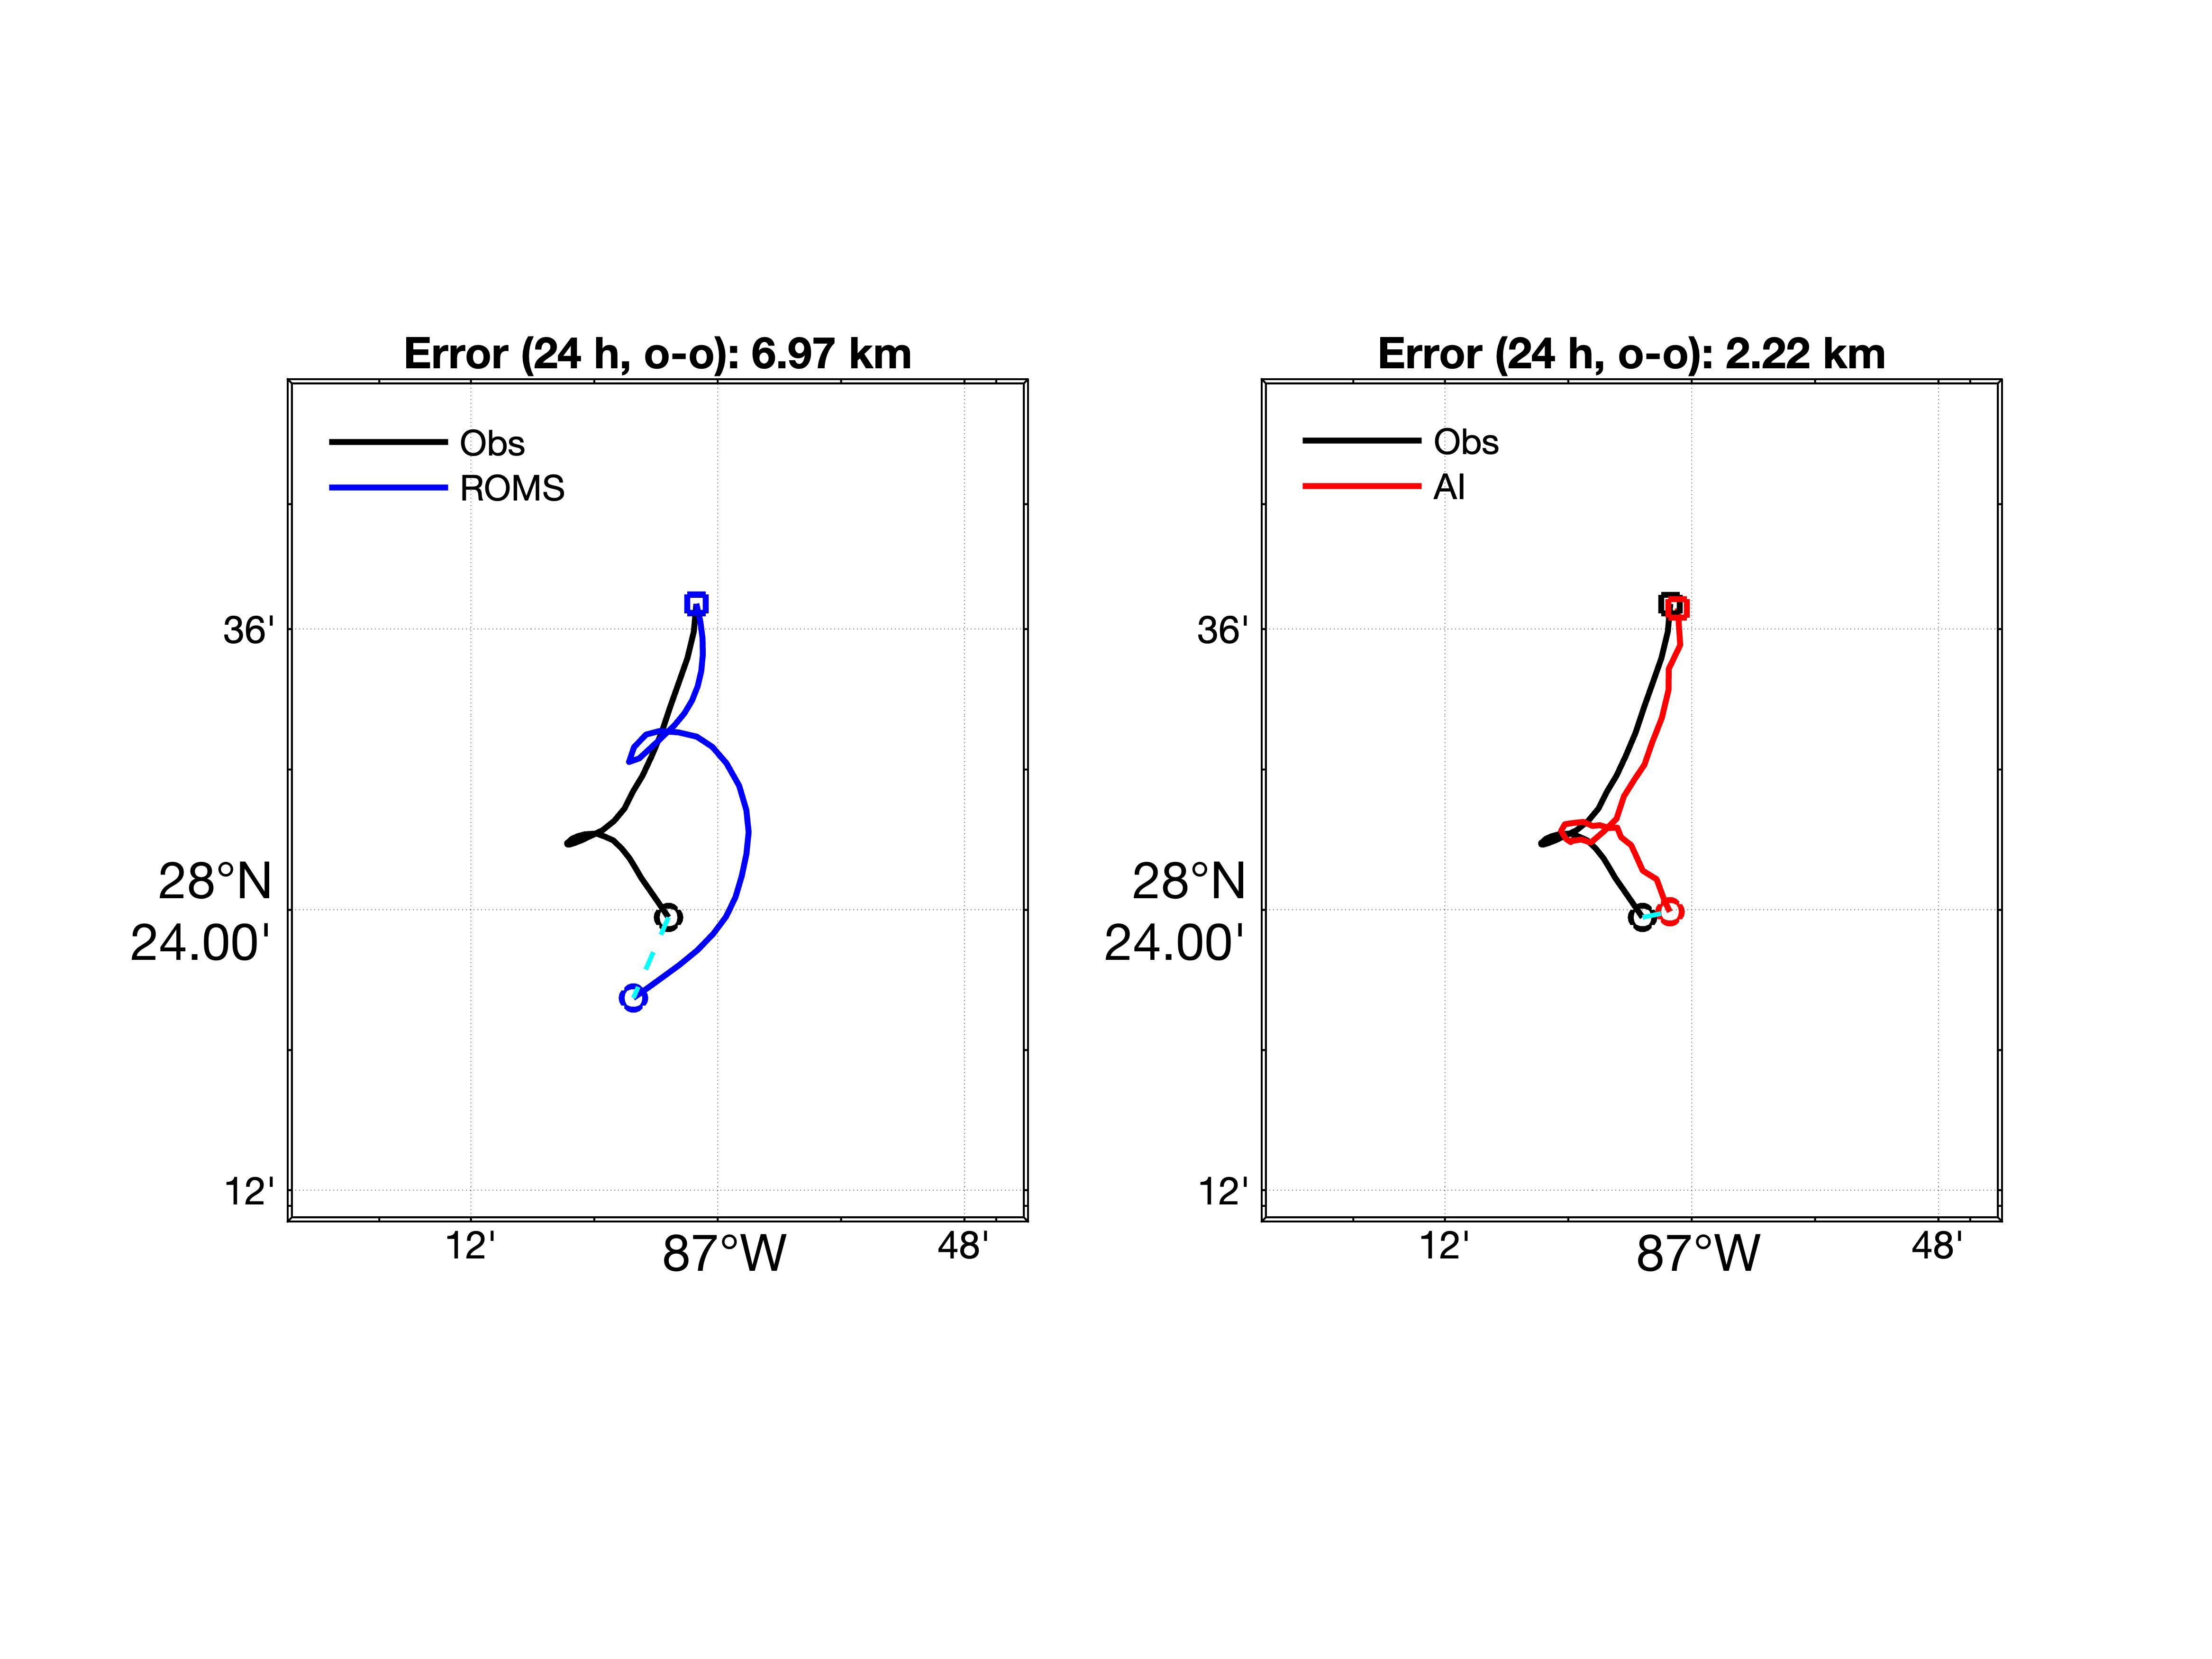 Error (24 h, o-o): 6.97 km
Obs
ROMS
36'
28°N
24.00'
12'
12'
87°W
48'
Error (24 h, o-o): 2.22 km
Obs
AI
36'
28°N
24.00'
12'
12'
87°W
48'